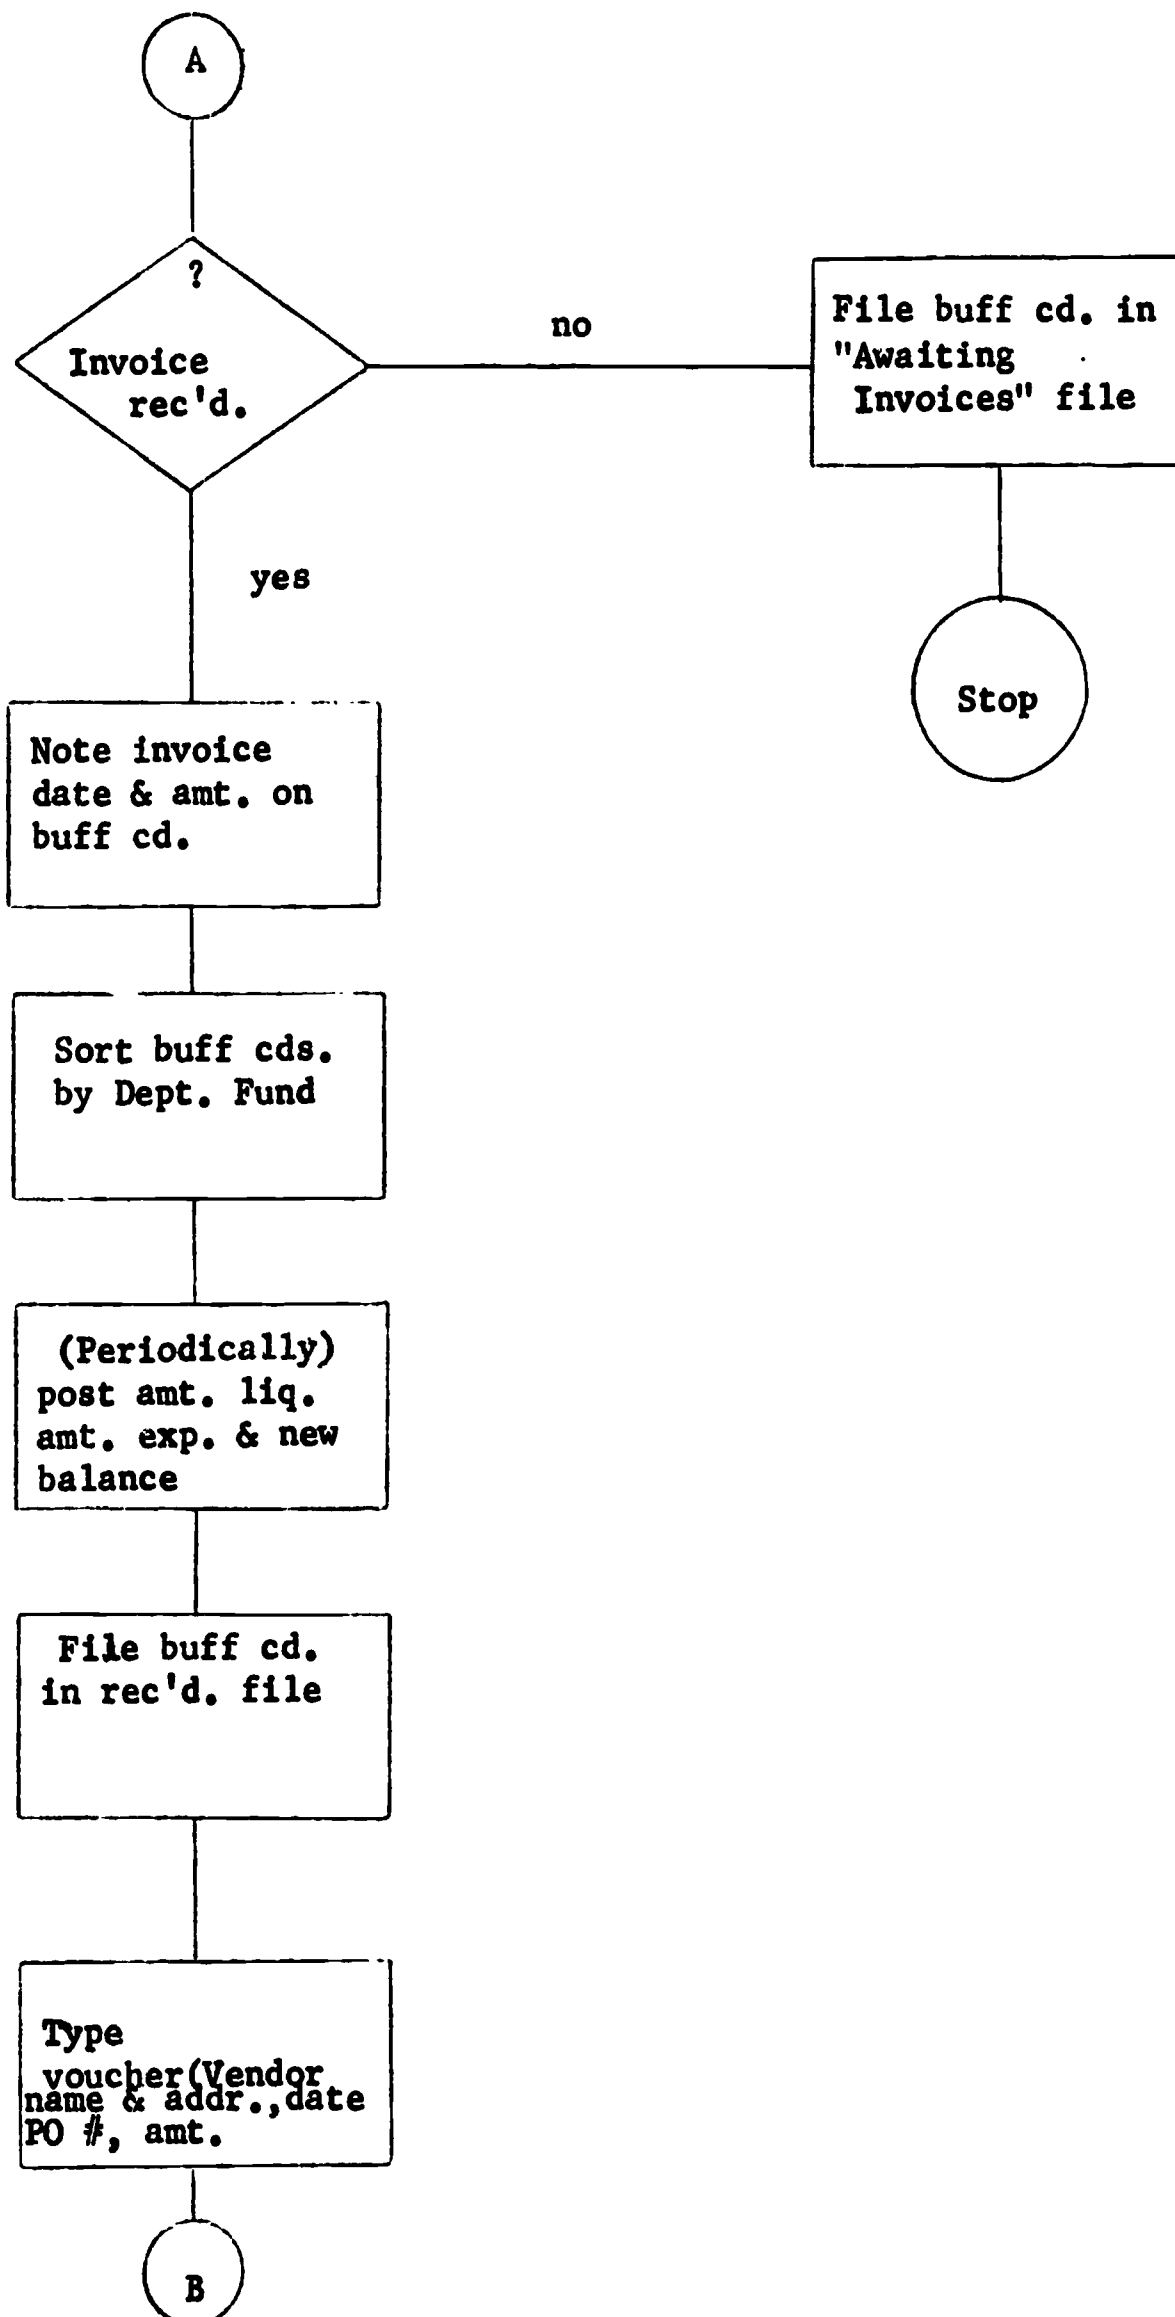 A
?
Invoice
rec'd.
no
File buff cd. in
"Awaiting
Invoices" file
yes
Stop
Note invoice
date & amt. on
buff cd.
Sort buff cds.
by Dept. Fund
(Periodically)
post amt. liq.
amt. exp. & new
balance
File buff cd.
in rec'd. file
Type
voucher(Vendor
name & addr.,date
PO #, amt.
B